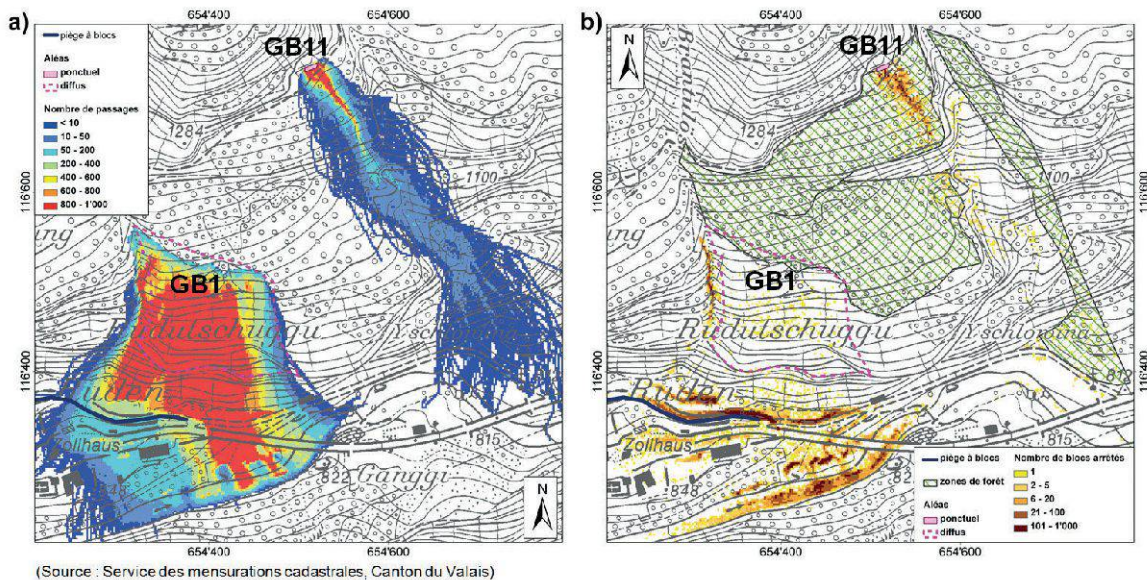 a)
654'400
654'600
piège à blocs
Aléas
ponctuel
diffus
Nombre de passages
< 10
10 - 50
50 - 200
200 - 400
400 - 600
600 - 800
800 - 1'000
GB11
N
1284
1100
116'600
GB1
Rudutschuggu
116'400
Zollhaus
815
822
Ganggi
848
N
654'400
654'600
b)
654'400
654'600
N
GB11
1284
1100
116'600
GB1
Rudutschuggu
116'400
Ruden
Zollhaus
815
848
piège à blocs
zones de forêt
Aléas
ponctuel
diffus
Nombre de blocs arrêtés
1
2 - 5
6 - 20
21 - 100
101 - 1'000
654'400
654'600
(Source : Service des mensurations cadastrales, Canton du Valais)